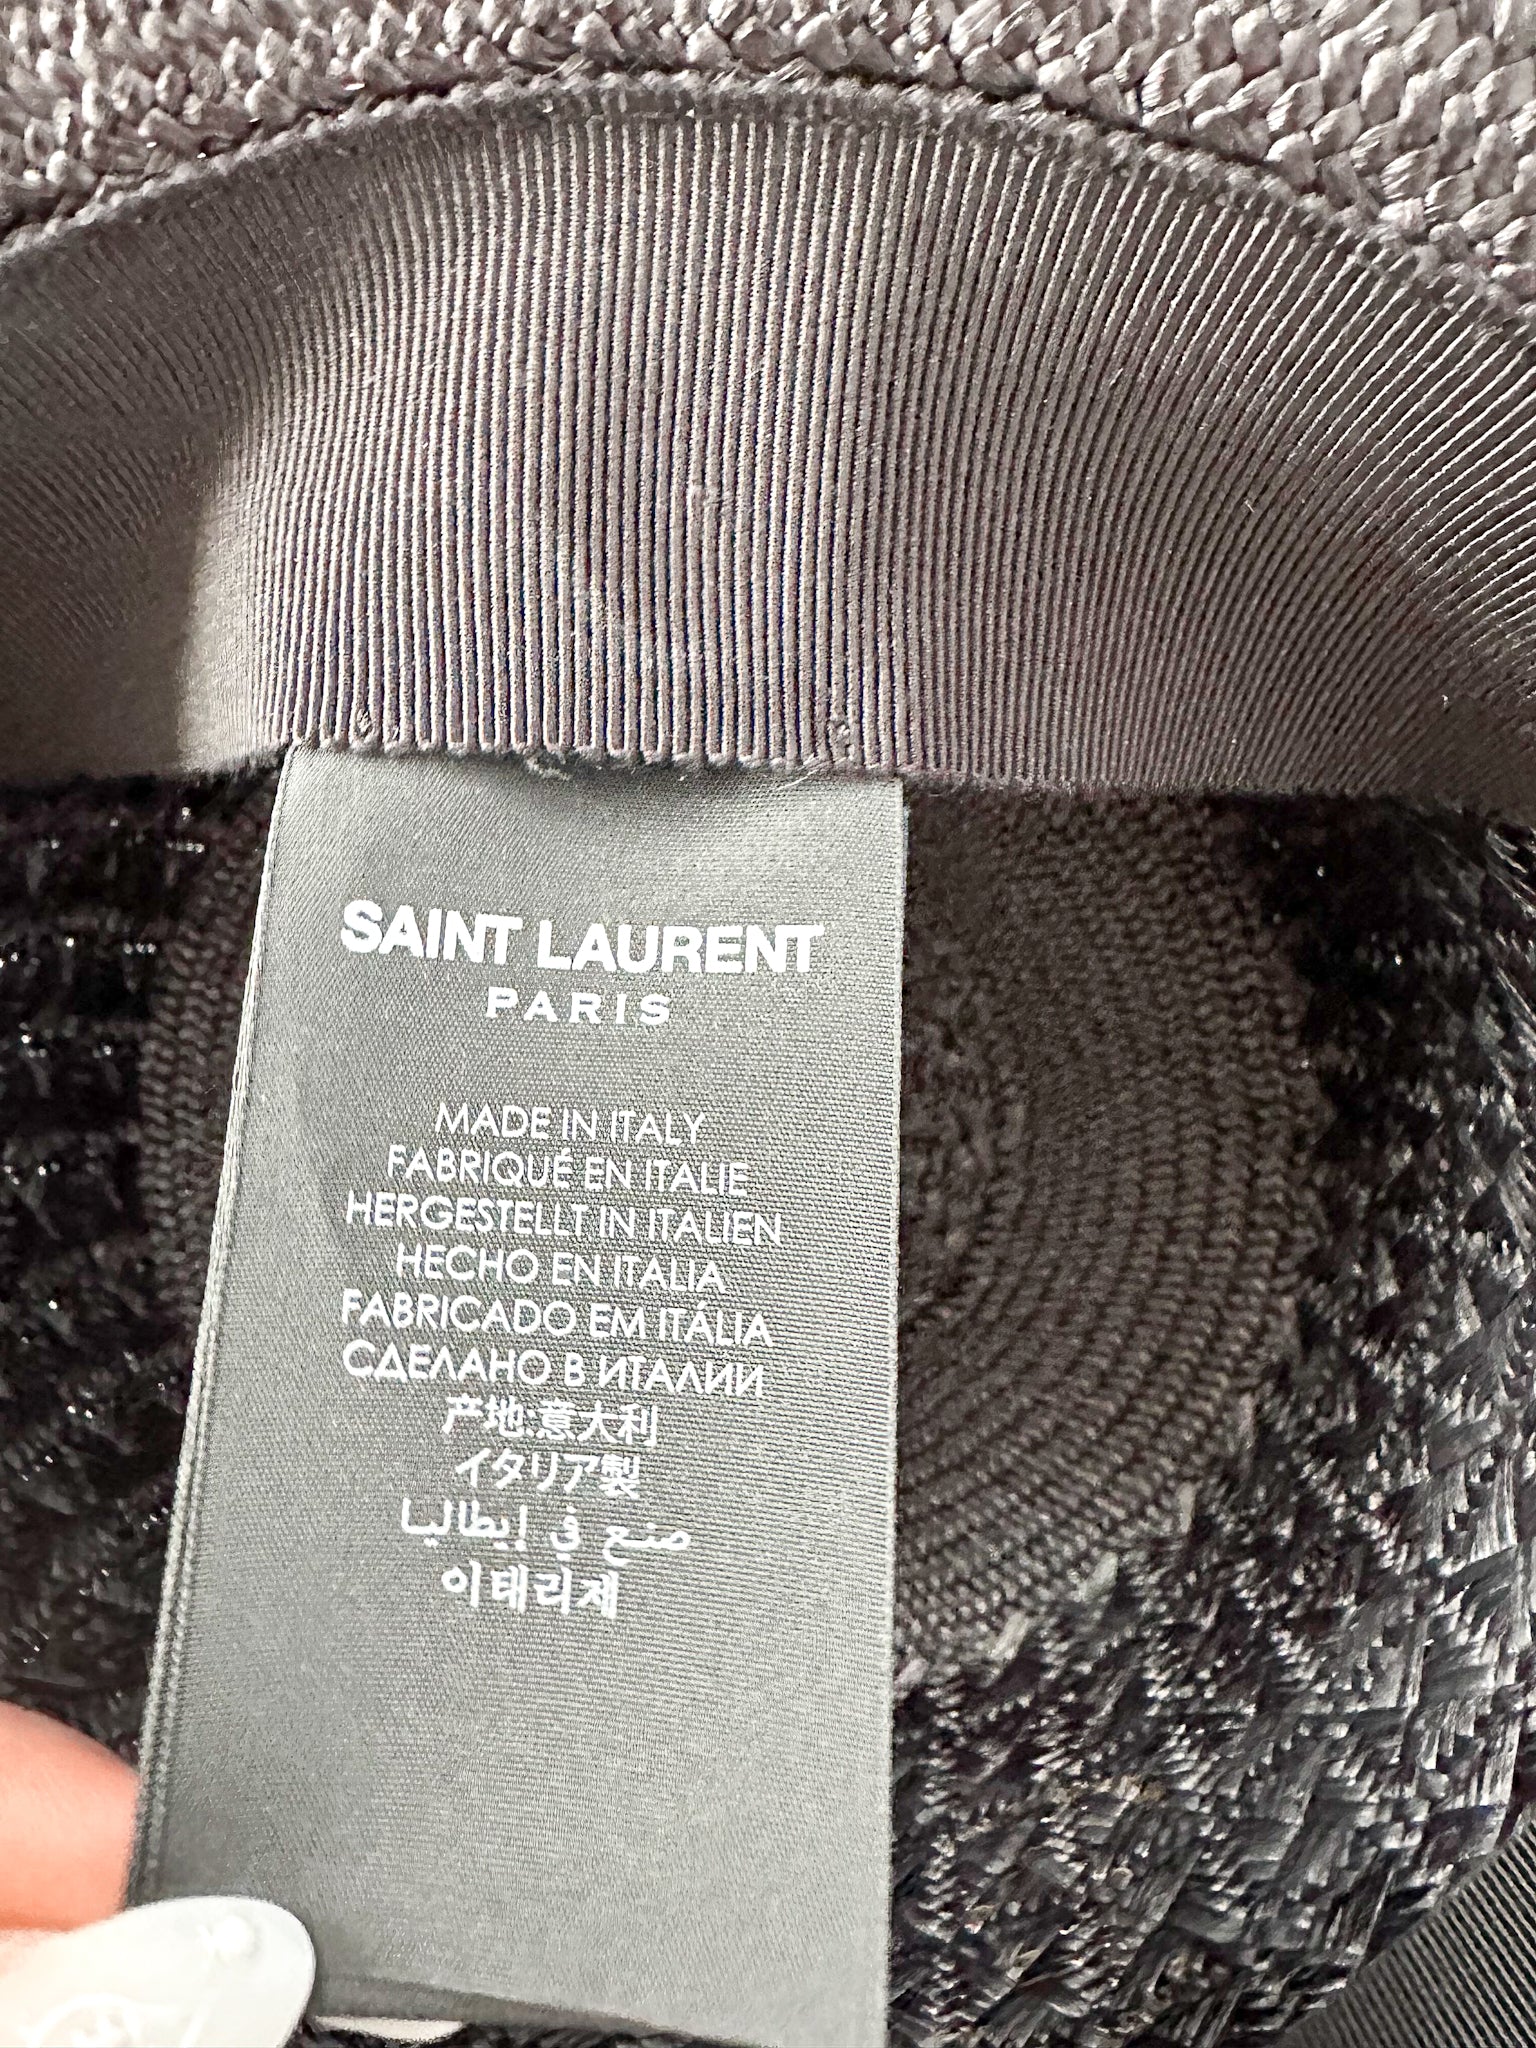 SAINT LAURENT
PARIS
MADE IN ITALY
FABRIQUÉ EN ITALIE
HERGESTELLT IN ITALIEN
HECHO EN ITALIA
FABRICADO EM ITÁLIA
СДЕЛАНО В ИТАЛИИ
产地:意大利
イタリア製
صنع في إيطاليا
이태리제